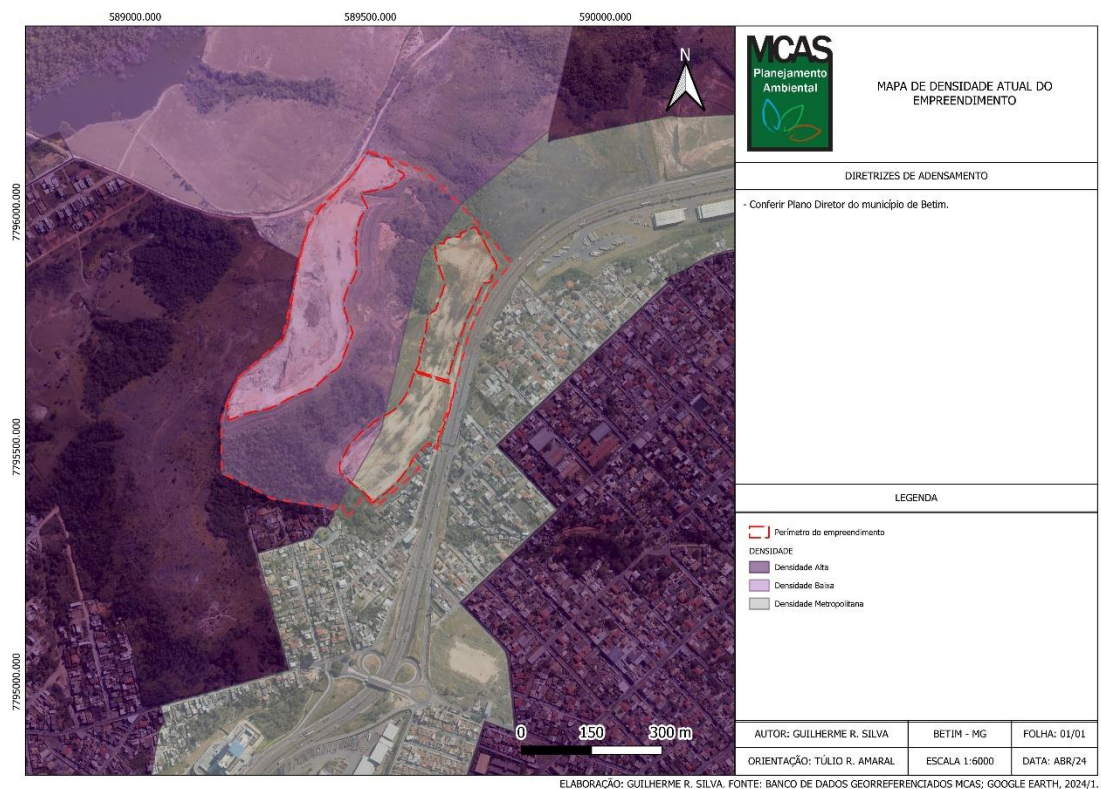 589000.000
589500.000
590000.000
7796000.000
7795500.000
7795000.000
N
0 150 300 m
MCAS
Planejamento
Ambiental
MAPA DE DENSIDADE ATUAL DO
EMPREENDIMENTO
DIRETRIZES DE ADENSAMENTO
- Conferir Plano Diretor do município de Betim.
LEGENDA
Perímetro do empreendimento
DENSIDADE
Densidade Alta
Densidade Baixa
Densidade Metropolitana
AUTOR: GUILHERME R. SILVA
BETIM - MG
FOLHA: 01/01
ORIENTAÇÃO: TÚLIO R. AMARAL
ESCALA 1:6000
DATA: ABR/24
ELABORAÇÃO: GUILHERME R. SILVA. FONTE: BANCO DE DADOS GEORREFERENCIADOS MCAS; GOOGLE EARTH, 2024/1.